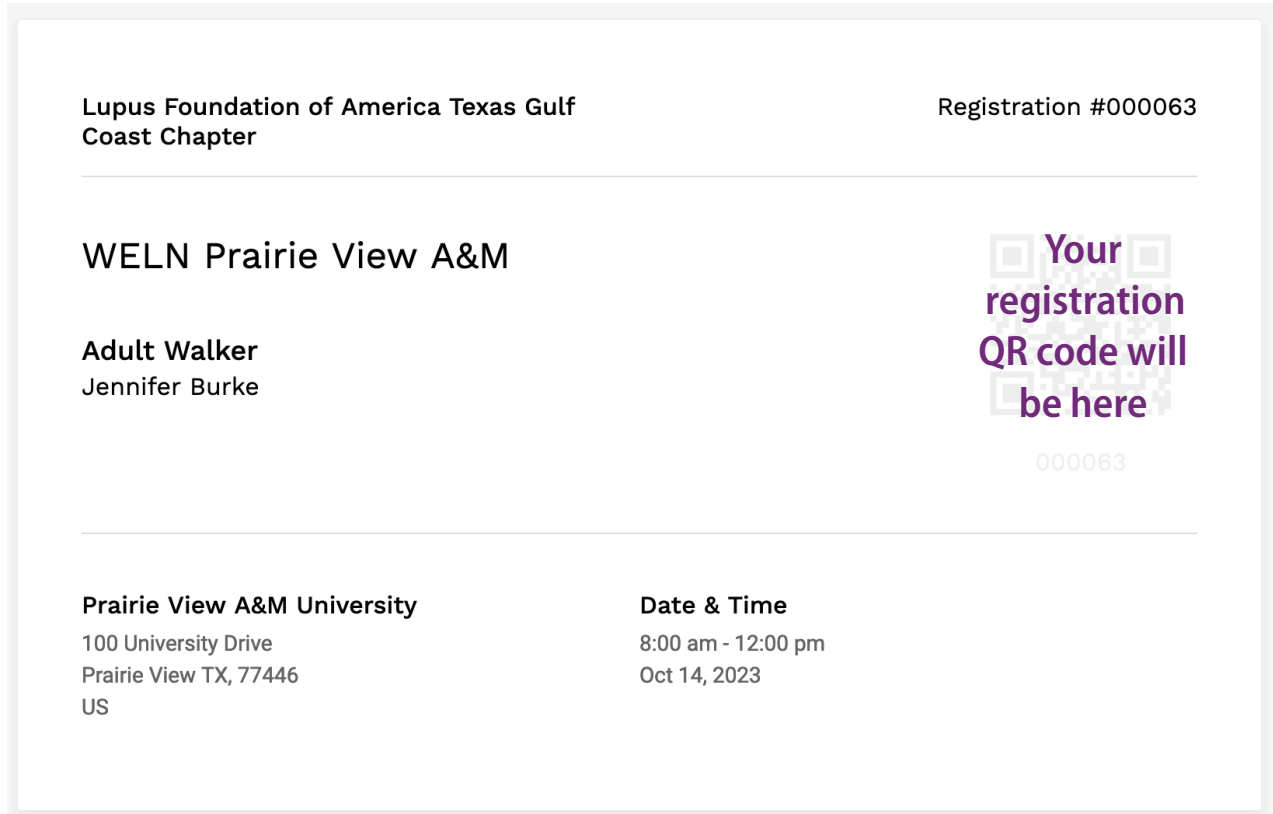 Lupus Foundation of America Texas Gulf
Coast Chapter
Registration #000063
WELN Prairie View A&M
Adult Walker
Jennifer Burke
Your
registration
QR code will
be here
000063
Prairie View A&M University
100 University Drive
Prairie View TX, 77446
US
Date & Time
8:00 am - 12:00 pm
Oct 14, 2023